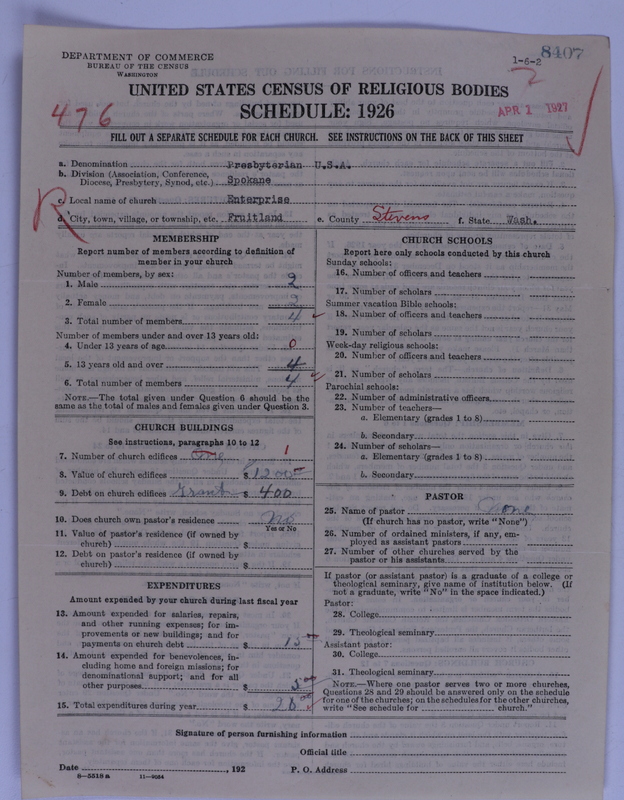 DEPARTMENT OF COMMERCE
BUREAU OF THE CENSUS
WASHINGTON
1-6-2
8407
UNITED STATES CENSUS OF RELIGIOUS BODIES
SCHEDULE: 1926
476
APR 1 1927
FILL OUT A SEPARATE SCHEDULE FOR EACH CHURCH. SEE INSTRUCTIONS ON THE BACK OF THIS SHEET
a. Denomination Presbyterian U.S.A.
b. Division (Association, Conference, Diocese, Presbytery, Synod, etc.) Spokane
c. Local name of church Enterprise
R
d. City, town, village, or township, etc. Fruitland e. County Stevens f. State Wash.
MEMBERSHIP
Report number of members according to definition of
member in your church
Number of members, by sex:
1. Male 2
2. Female 2
3. Total number of members 4
Number of members under and over 13 years old:
4. Under 13 years of age 0
5. 13 years old and over 4
6. Total number of members 4
NOTE.—The total given under Question 6 should be
same as the total of males and females given under Question 3.
CHURCH BUILDINGS
See instructions, paragraphs 10 to 12
7. Number of church edifices One 1
8. Value of church edifices $ 1200
9. Debt on church edifices Grant $ 400
10. Does church own pastor's residence No
Yes or No
11. Value of pastor's residence (if owned by
church) $
12. Debt on pastor's residence (if owned by
church) $
EXPENDITURES
Amount expended by your church during last fiscal year
13. Amount expended for salaries, repairs,
and other running expenses; for im-
provements or new buildings; and for
payments on church debt $ 15
14. Amount expended for benevolences, in-
cluding home and foreign missions; for
denominational support; and for all
other purposes $ 5 00
15. Total expenditures during year $ 20 00
CHURCH SCHOOLS
Report here only schools conducted by this church
Sunday schools:
16. Number of officers and teachers
17. Number of scholars
Summer vacation Bible schools:
18. Number of officers and teachers
19. Number of scholars
Week-day religious schools:
20. Number of officers and teachers
21. Number of scholars
Parochial schools:
22. Number of administrative officers
23. Number of teachers—
a. Elementary (grades 1 to 8)
b. Secondary
24. Number of scholars—
a. Elementary (grades 1 to 8)
b. Secondary
PASTOR
25. Name of pastor None
(If church has no pastor, write "None")
26. Number of ordained ministers, if any, em-
ployed as assistant pastors
27. Number of other churches served by the
pastor or his assistants
If pastor (or assistant pastor) is a graduate of a college or
theological seminary, give name of institution below. (If
not a graduate, write "No" in the space indicated.)
Pastor:
28. College
29. Theological seminary
Assistant pastor:
30. College
31. Theological seminary
NOTE.—Where one pastor serves two or more churches,
Questions 28 and 29 should be answered only on the schedule
for one of the churches; on the schedules for the other churches,
write "See schedule for church."
Signature of person furnishing information
Official title
Date , 192 P. O. Address
8-5518 a 11-9064